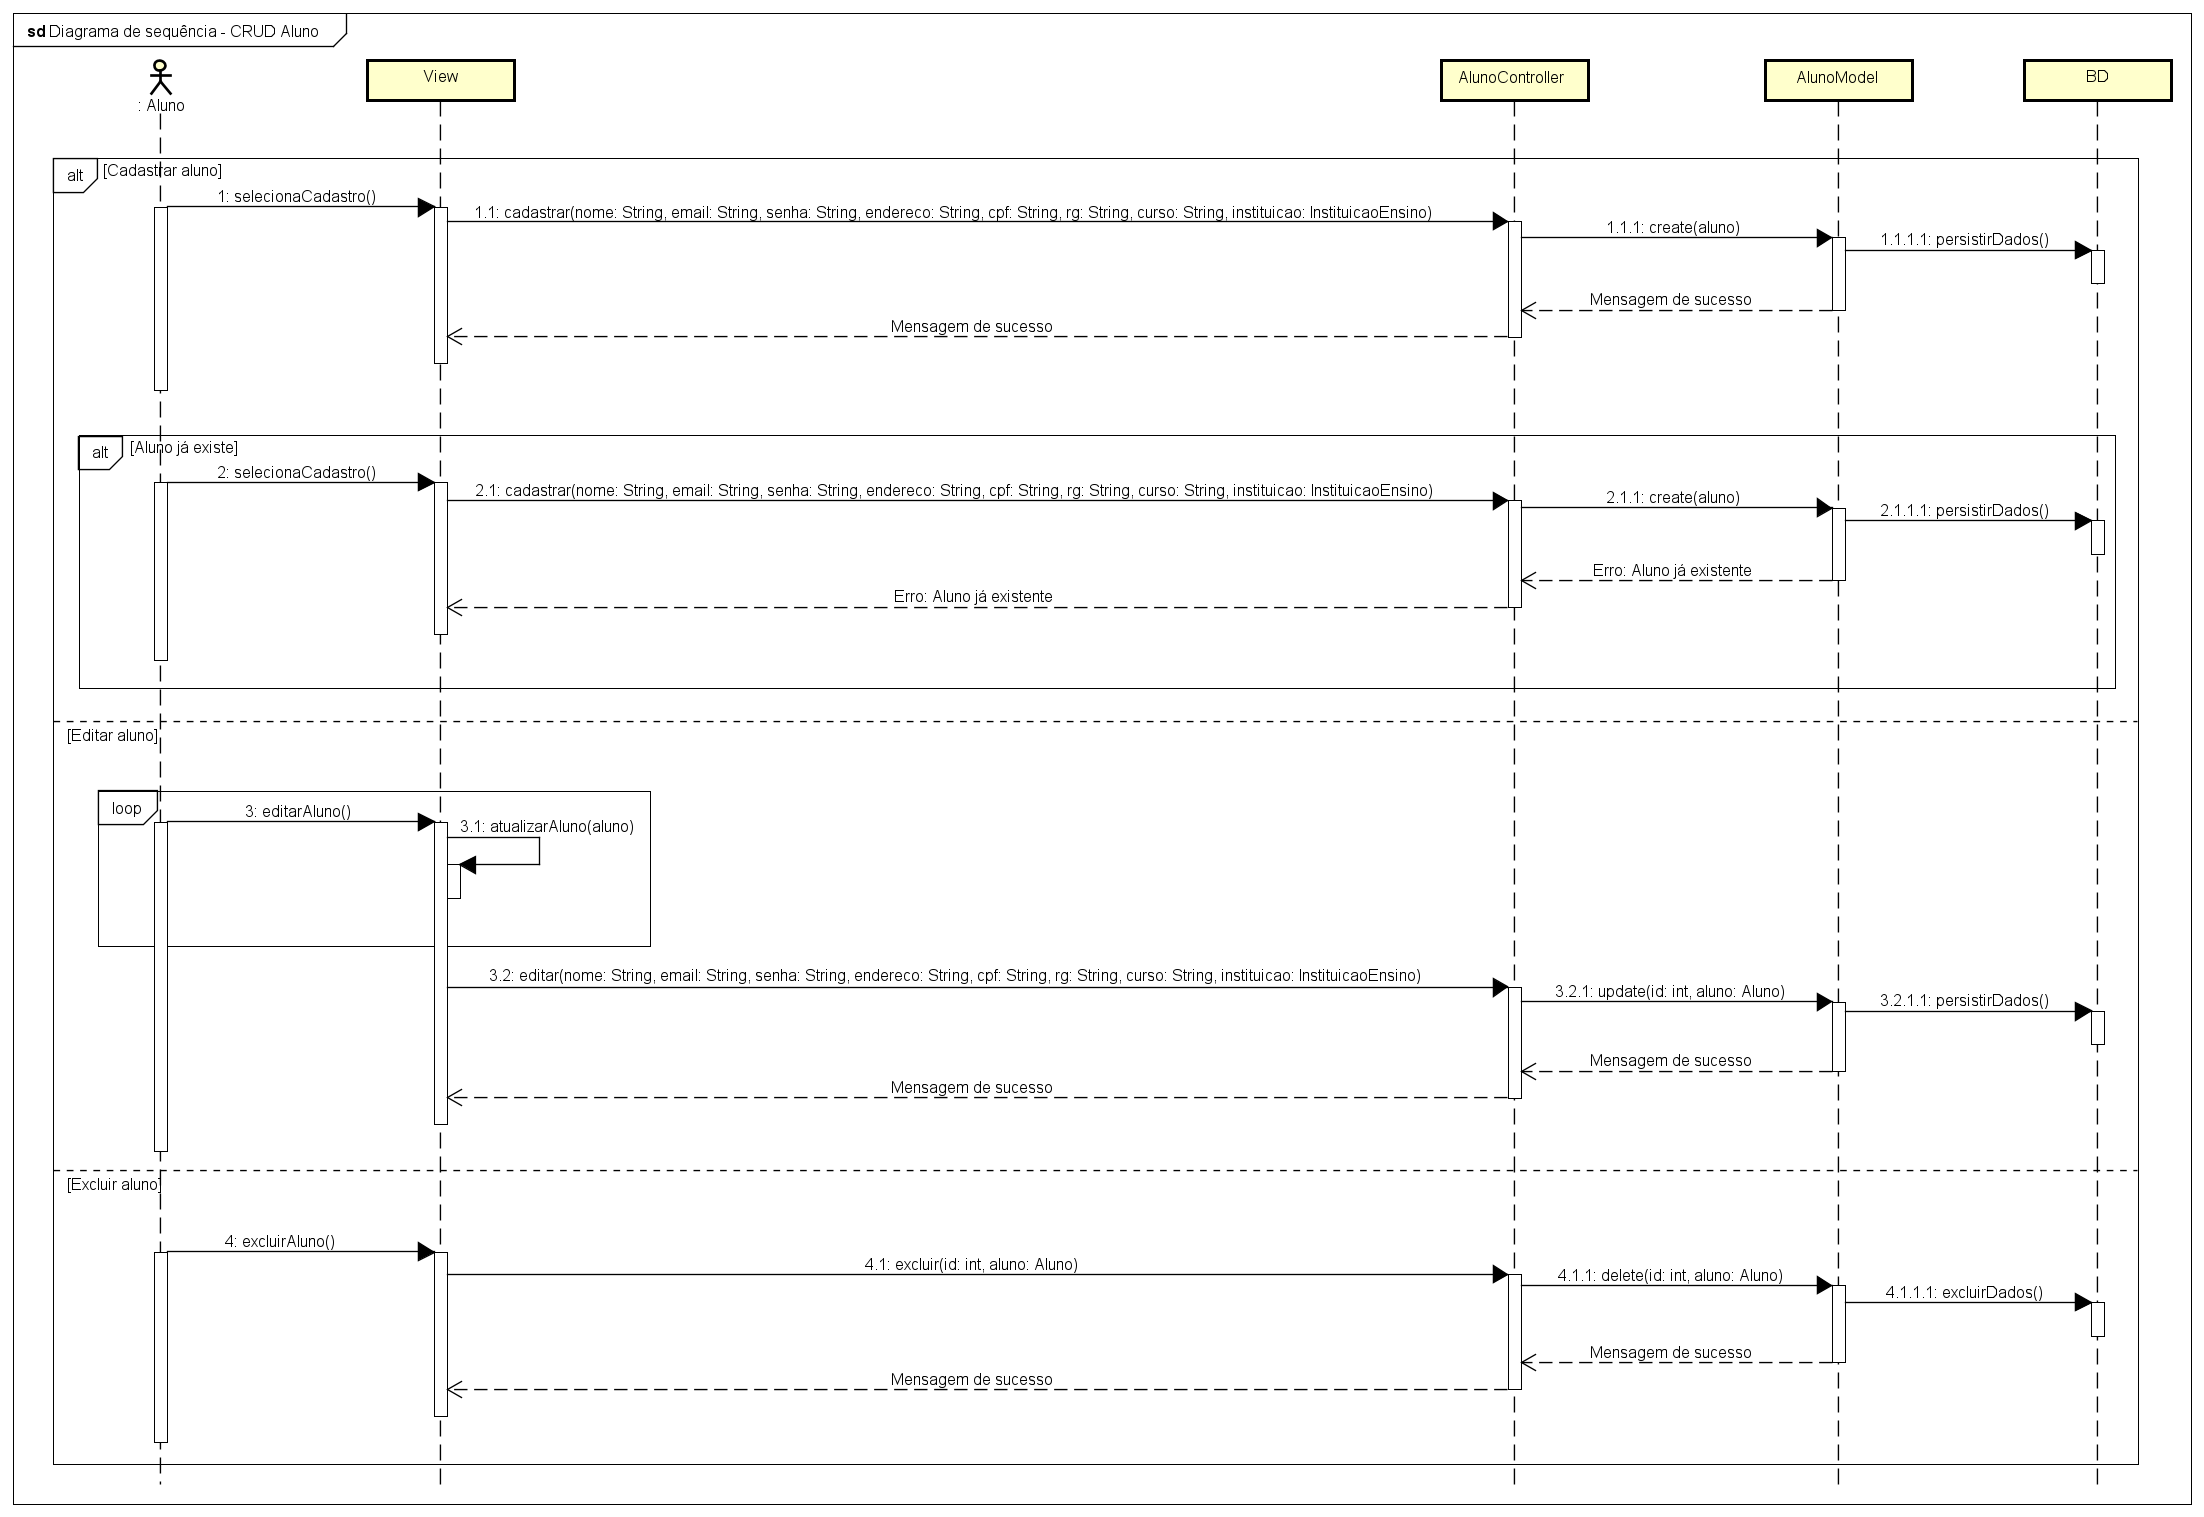 sd Diagrama de sequência - CRUD Aluno
: Aluno
View
AlunoController
AlunoModel
BD
alt
[Cadastrar aluno]
1: selecionaCadastro()
1.1: cadastrar(nome: String, email: String, senha: String, endereco: String, cpf: String, rg: String, curso: String, instituicao: InstituicaoEnsino)
1.1.1: create(aluno)
1.1.1.1: persistirDados()
Mensagem de sucesso
Mensagem de sucesso
alt
[Aluno já existe]
2: selecionaCadastro()
2.1: cadastrar(nome: String, email: String, senha: String, endereco: String, cpf: String, rg: String, curso: String, instituicao: InstituicaoEnsino)
2.1.1: create(aluno)
2.1.1.1: persistirDados()
Erro: Aluno já existente
Erro: Aluno já existente
[Editar aluno]
loop
3: editarAluno()
3.1: atualizarAluno(aluno)
3.2: editar(nome: String, email: String, senha: String, endereco: String, cpf: String, rg: String, curso: String, instituicao: InstituicaoEnsino)
3.2.1: update(id: int, aluno: Aluno)
3.2.1.1: persistirDados()
Mensagem de sucesso
Mensagem de sucesso
[Excluir aluno]
4: excluirAluno()
4.1: excluir(id: int, aluno: Aluno)
4.1.1: delete(id: int, aluno: Aluno)
4.1.1.1: excluirDados()
Mensagem de sucesso
Mensagem de sucesso